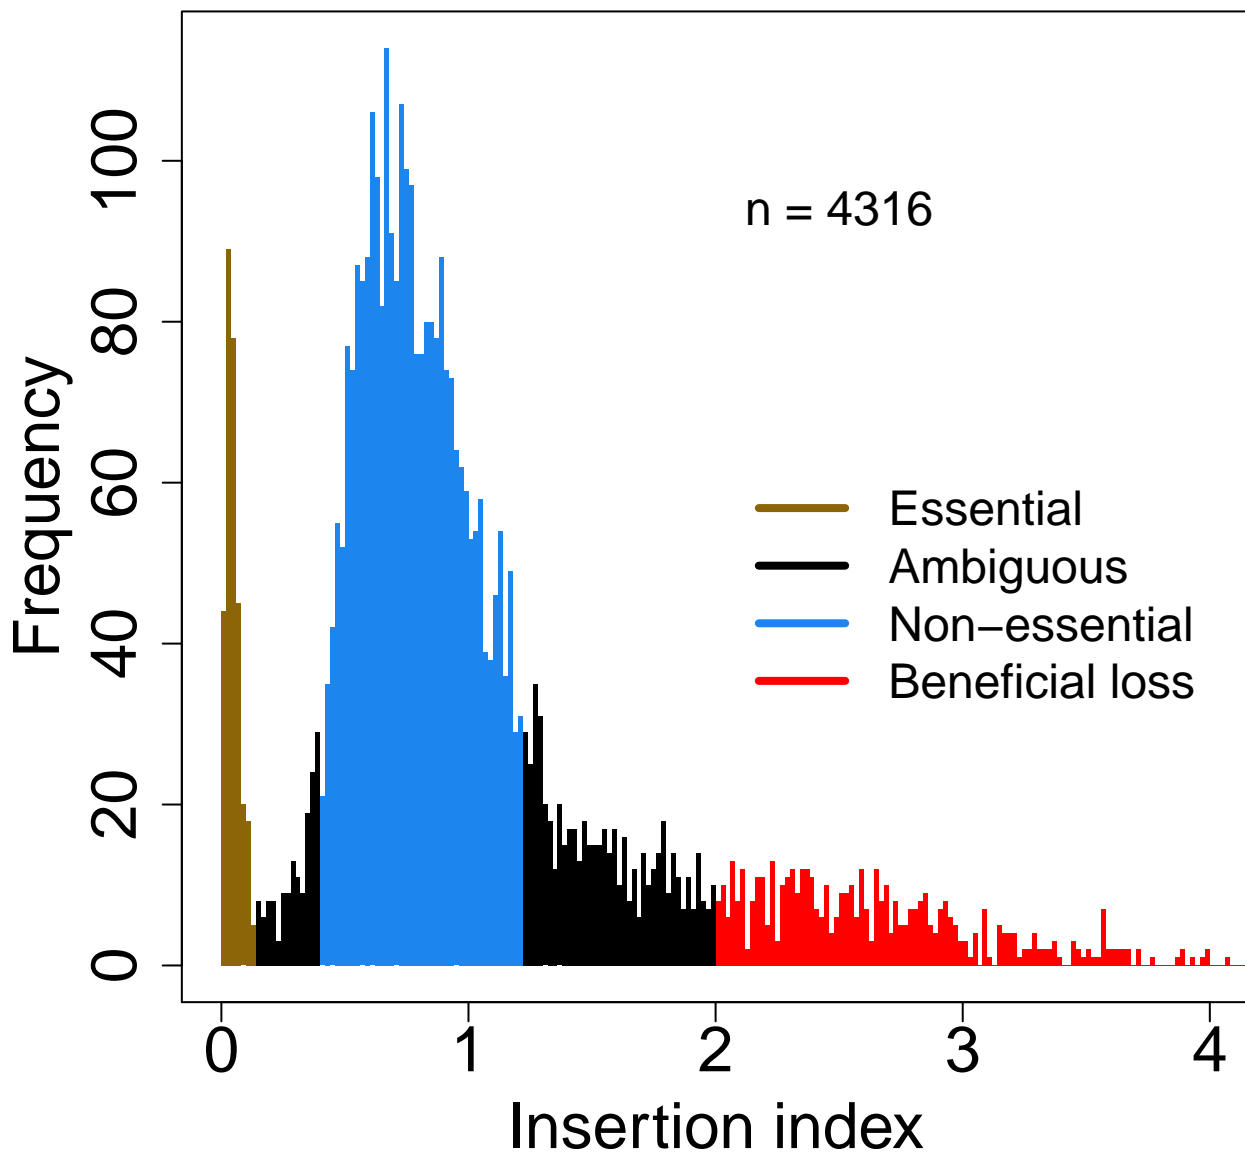 100
80
60
40
20
0
Frequency
n = 4316
Essential
Ambiguous
Non−essential
Beneficial loss
0 1 2 3 4
Insertion index